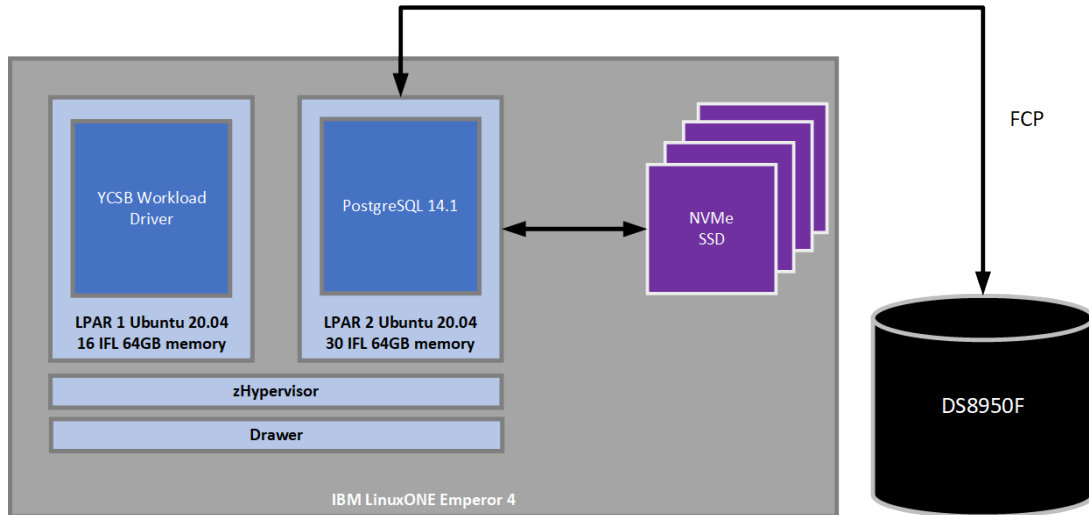 FCP
YCSB Workload
Driver
PostgreSQL 14.1
NVMe
SSD
LPAR 1 Ubuntu 20.04
16 IFL 64GB memory
LPAR 2 Ubuntu 20.04
30 IFL 64GB memory
zHypervisor
Drawer
DS8950F
IBM LinuxONE Emperor 4